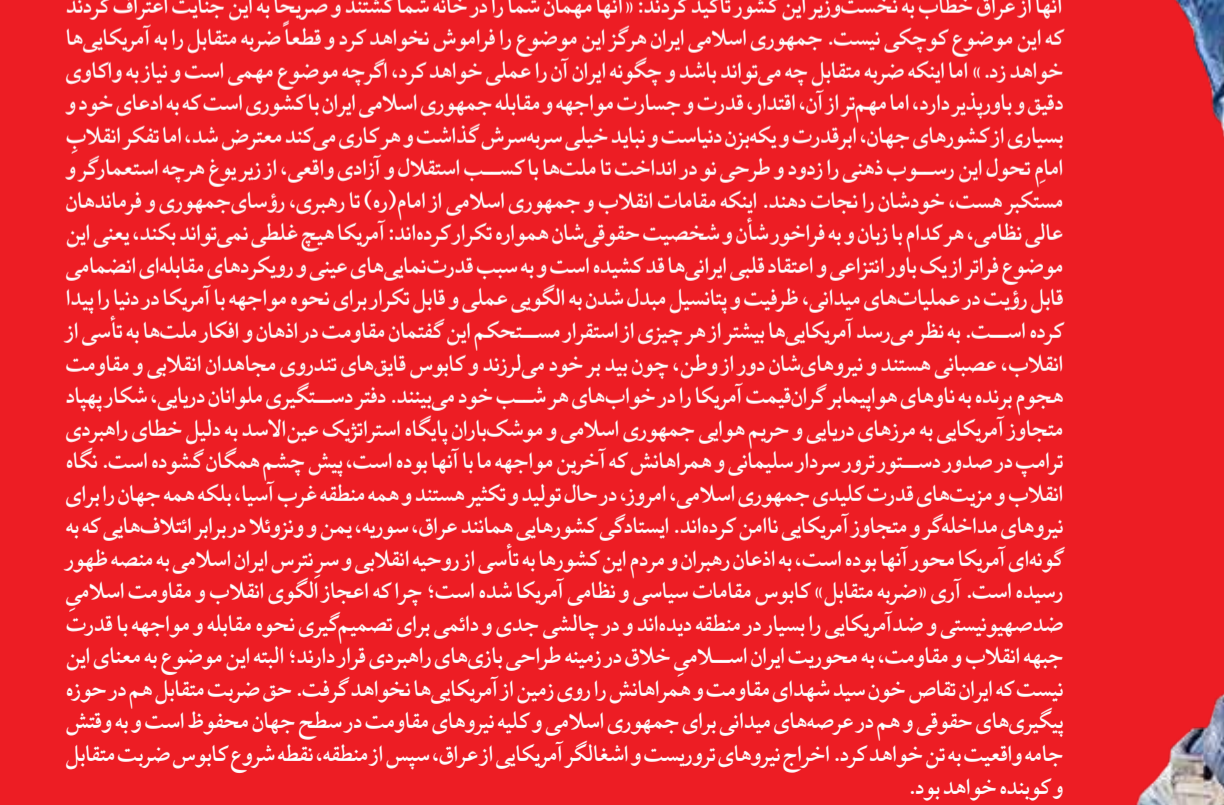 آنها از عراق خطاب به نخست‌وزیر این کشور تأکید کردند: «آنها مهمان شما را در خانه شما کشتند و صریحاً به این جنایت اعتراف کردند
که این موضوع کوچکی نیست. جمهوری اسلامی ایران هرگز این موضوع را فراموش نخواهد کرد و قطعاً ضربه متقابل را به آمریکایی‌ها
خواهد زد.» اما اینکه ضربه متقابل چه می‌تواند باشد و چگونه ایران آن را عملی خواهد کرد، اگرچه موضوع مهمی است و نیاز به واکاوی
دقیق و باورپذیر دارد، اما مهم‌تر از آن، اقتدار، قدرت و جسارت مواجهه و مقابله جمهوری اسلامی ایران با کشوری است که به ادعای خود و
بسیاری از کشورهای جهان، ابرقدرت و یکه‌بزن دنیاست و نباید خیلی سربه‌سرش گذاشت و هر کاری می‌کند معترض شد، اما تفکر انقلابِ
امامِ تحول این رسوب ذهنی را زدود و طرحی نو در انداخت تا ملت‌ها با کسب استقلال و آزادی واقعی، از زیر یوغ هرچه استعمارگر و
مستکبر هست، خودشان را نجات دهند. اینکه مقامات انقلاب و جمهوری اسلامی از امام(ره) تا رهبری، رؤسای‌جمهوری و فرماندهان
عالی نظامی، هر کدام با زبان و به فراخور شأن و شخصیت حقوقی‌شان همواره تکرار کرده‌اند: آمریکا هیچ غلطی نمی‌تواند بکند، یعنی این
موضوع فراتر از یک باور انتزاعی و اعتقاد قلبی ایرانی‌ها قد کشیده است و به سبب قدرت‌نمایی‌های عینی و رویکردهای مقابله‌ای انضمامی
قابل رؤیت در عملیات‌های میدانی، ظرفیت و پتانسیل مبدل شدن به الگویی عملی و قابل تکرار برای نحوه مواجهه با آمریکا در دنیا را پیدا
کرده است. به نظر می‌رسد آمریکایی‌ها بیشتر از هر چیزی از استقرار مستحکم این گفتمان مقاومت در اذهان و افکار ملت‌ها به تأسی از
انقلاب، عصبانی هستند و نیروهای‌شان دور از وطن، چون بید بر خود می‌لرزند و کابوس قایق‌های تندروی مجاهدان انقلابی و مقاومت
هجوم برنده به ناوهای هواپیمابر گران‌قیمت آمریکا را در خواب‌های هر شب خود می‌بینند. دفتر دستگیری ملوانان دریایی، شکار پهپاد
متجاوز آمریکایی به مرزهای دریایی و حریم هوایی جمهوری اسلامی و موشک‌باران پایگاه استراتژیک عین‌الاسد به دلیل خطای راهبردی
ترامپ در صدور دستور ترور سردار سلیمانی و همراهانش که آخرین مواجهه ما با آنها بوده است، پیش چشم همگان گشوده است. نگاه
انقلاب و مزیت‌های قدرت کلیدی جمهوری اسلامی، امروز، در حال تولید و تکثیر هستند و همه منطقه غرب آسیا، بلکه همه جهان را برای
نیروهای مداخله‌گر و متجاوز آمریکایی ناامن کرده‌اند. ایستادگی کشورهایی همانند عراق، سوریه، یمن و ونزوئلا در برابر ائتلاف‌هایی که به
گونه‌ای آمریکا محور آنها بوده است، به اذعان رهبران و مردم این کشورها به تأسی از روحیه انقلابی و سرِ نترس ایران اسلامی به منصه ظهور
رسیده است. آری «ضربه متقابل» کابوس مقامات سیاسی و نظامی آمریکا شده است؛ چرا که اعجاز الگوی انقلاب و مقاومت اسلامیِ
ضدصهیونیستی و ضدآمریکایی را بسیار در منطقه دیده‌اند و در چالشی جدی و دائمی برای تصمیم‌گیری نحوه مقابله و مواجهه با قدرت
جبهه انقلاب و مقاومت، به محوریت ایران اسلامیِ خلاق در زمینه طراحی بازی‌های راهبردی قرار دارند؛ البته این موضوع به معنای این
نیست که ایران تقاص خون سید شهدای مقاومت و همراهانش را روی زمین از آمریکایی‌ها نخواهد گرفت. حق ضربت متقابل هم در حوزه
پیگیری‌های حقوقی و هم در عرصه‌های میدانی برای جمهوری اسلامی و کلیه نیروهای مقاومت در سطح جهان محفوظ است و به وقتش
جامه واقعیت به تن خواهد کرد. اخراج نیروهای تروریست و اشغالگر آمریکایی از عراق، سپس از منطقه، نقطه شروع کابوس ضربت متقابل
و کوبنده خواهد بود.